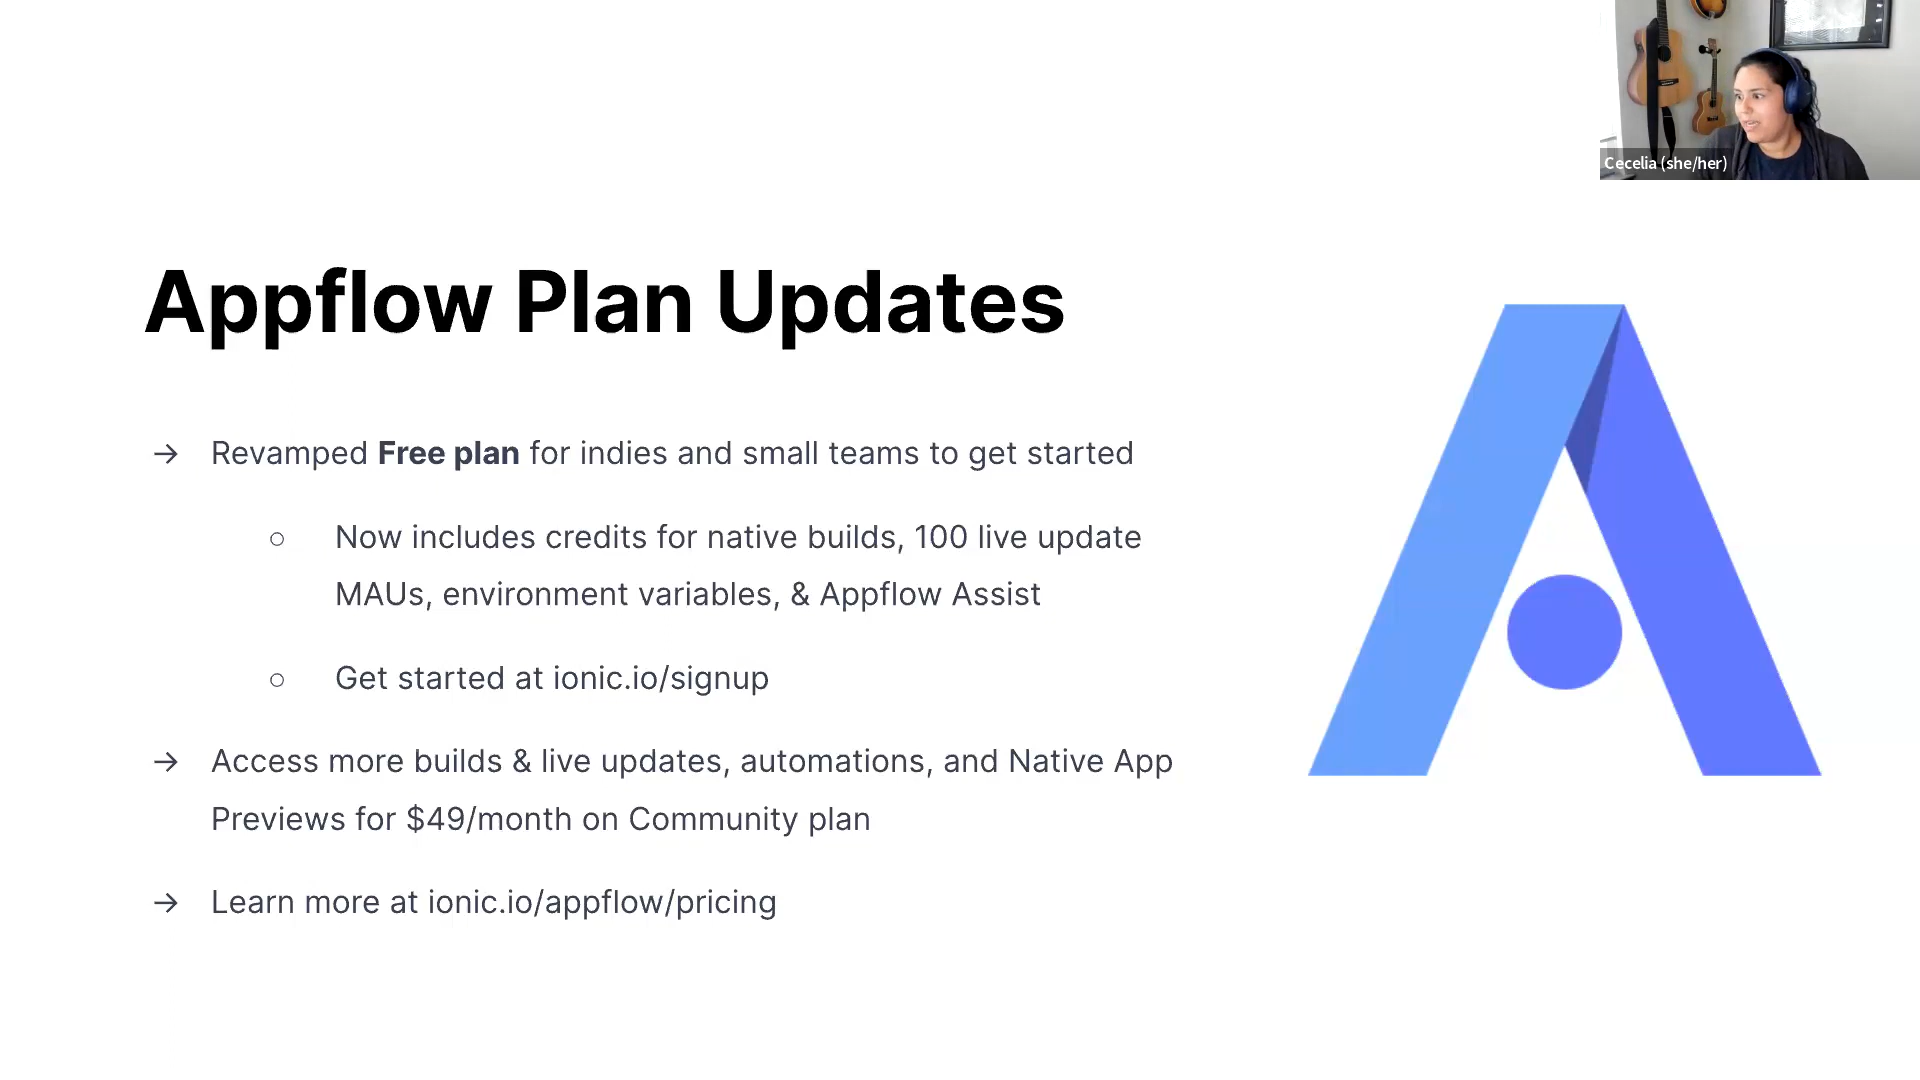 Cecelia (she/her)
Appflow Plan Updates
→ Revamped Free plan for indies and small teams to get started
○ Now includes credits for native builds, 100 live update
MAUs, environment variables, & Appflow Assist
○ Get started at ionic.io/signup
→ Access more builds & live updates, automations, and Native App
Previews for $49/month on Community plan
→ Learn more at ionic.io/appflow/pricing